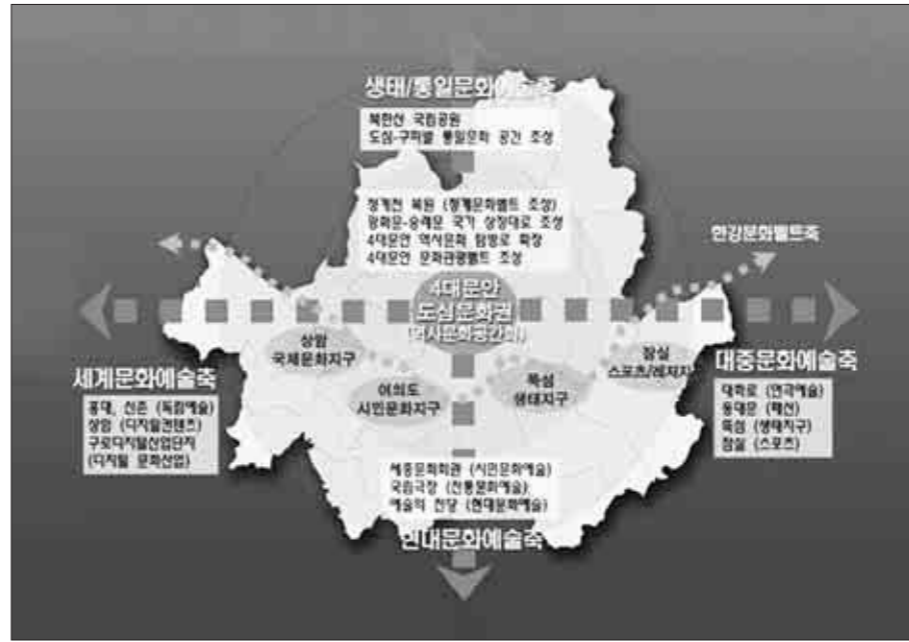 생태/통일문화예술축
북한산 국립공원
도심-구파발 통일문화 공간 조성
청계천 복원 (청계문화벨트 조성)
광화문-숭례문 국가 상징대로 조성
4대문안 역사문화 탐방로 확장
4대문안 문화관광벨트 조성
한강문화벨트축
4대문안
도심문화권
(역사문화공간화)
상암
국제문화지구
여의도
시민문화지구
뚝섬
생태지구
잠실
스포츠/레저지
세계문화예술축
홍대, 신촌 (독립예술)
상암 (디지털컨텐츠)
구로디지털산업단지
(디지털 문화산업)
대중문화예술축
대학로 (연극예술)
동대문 (패션)
뚝섬 (생태지구)
잠실 (스포츠)
세종문화회관 (시민문화예술)
국립극장 (전통문화예술)
예술의 전당 (현대문화예술)
현대문화예술축